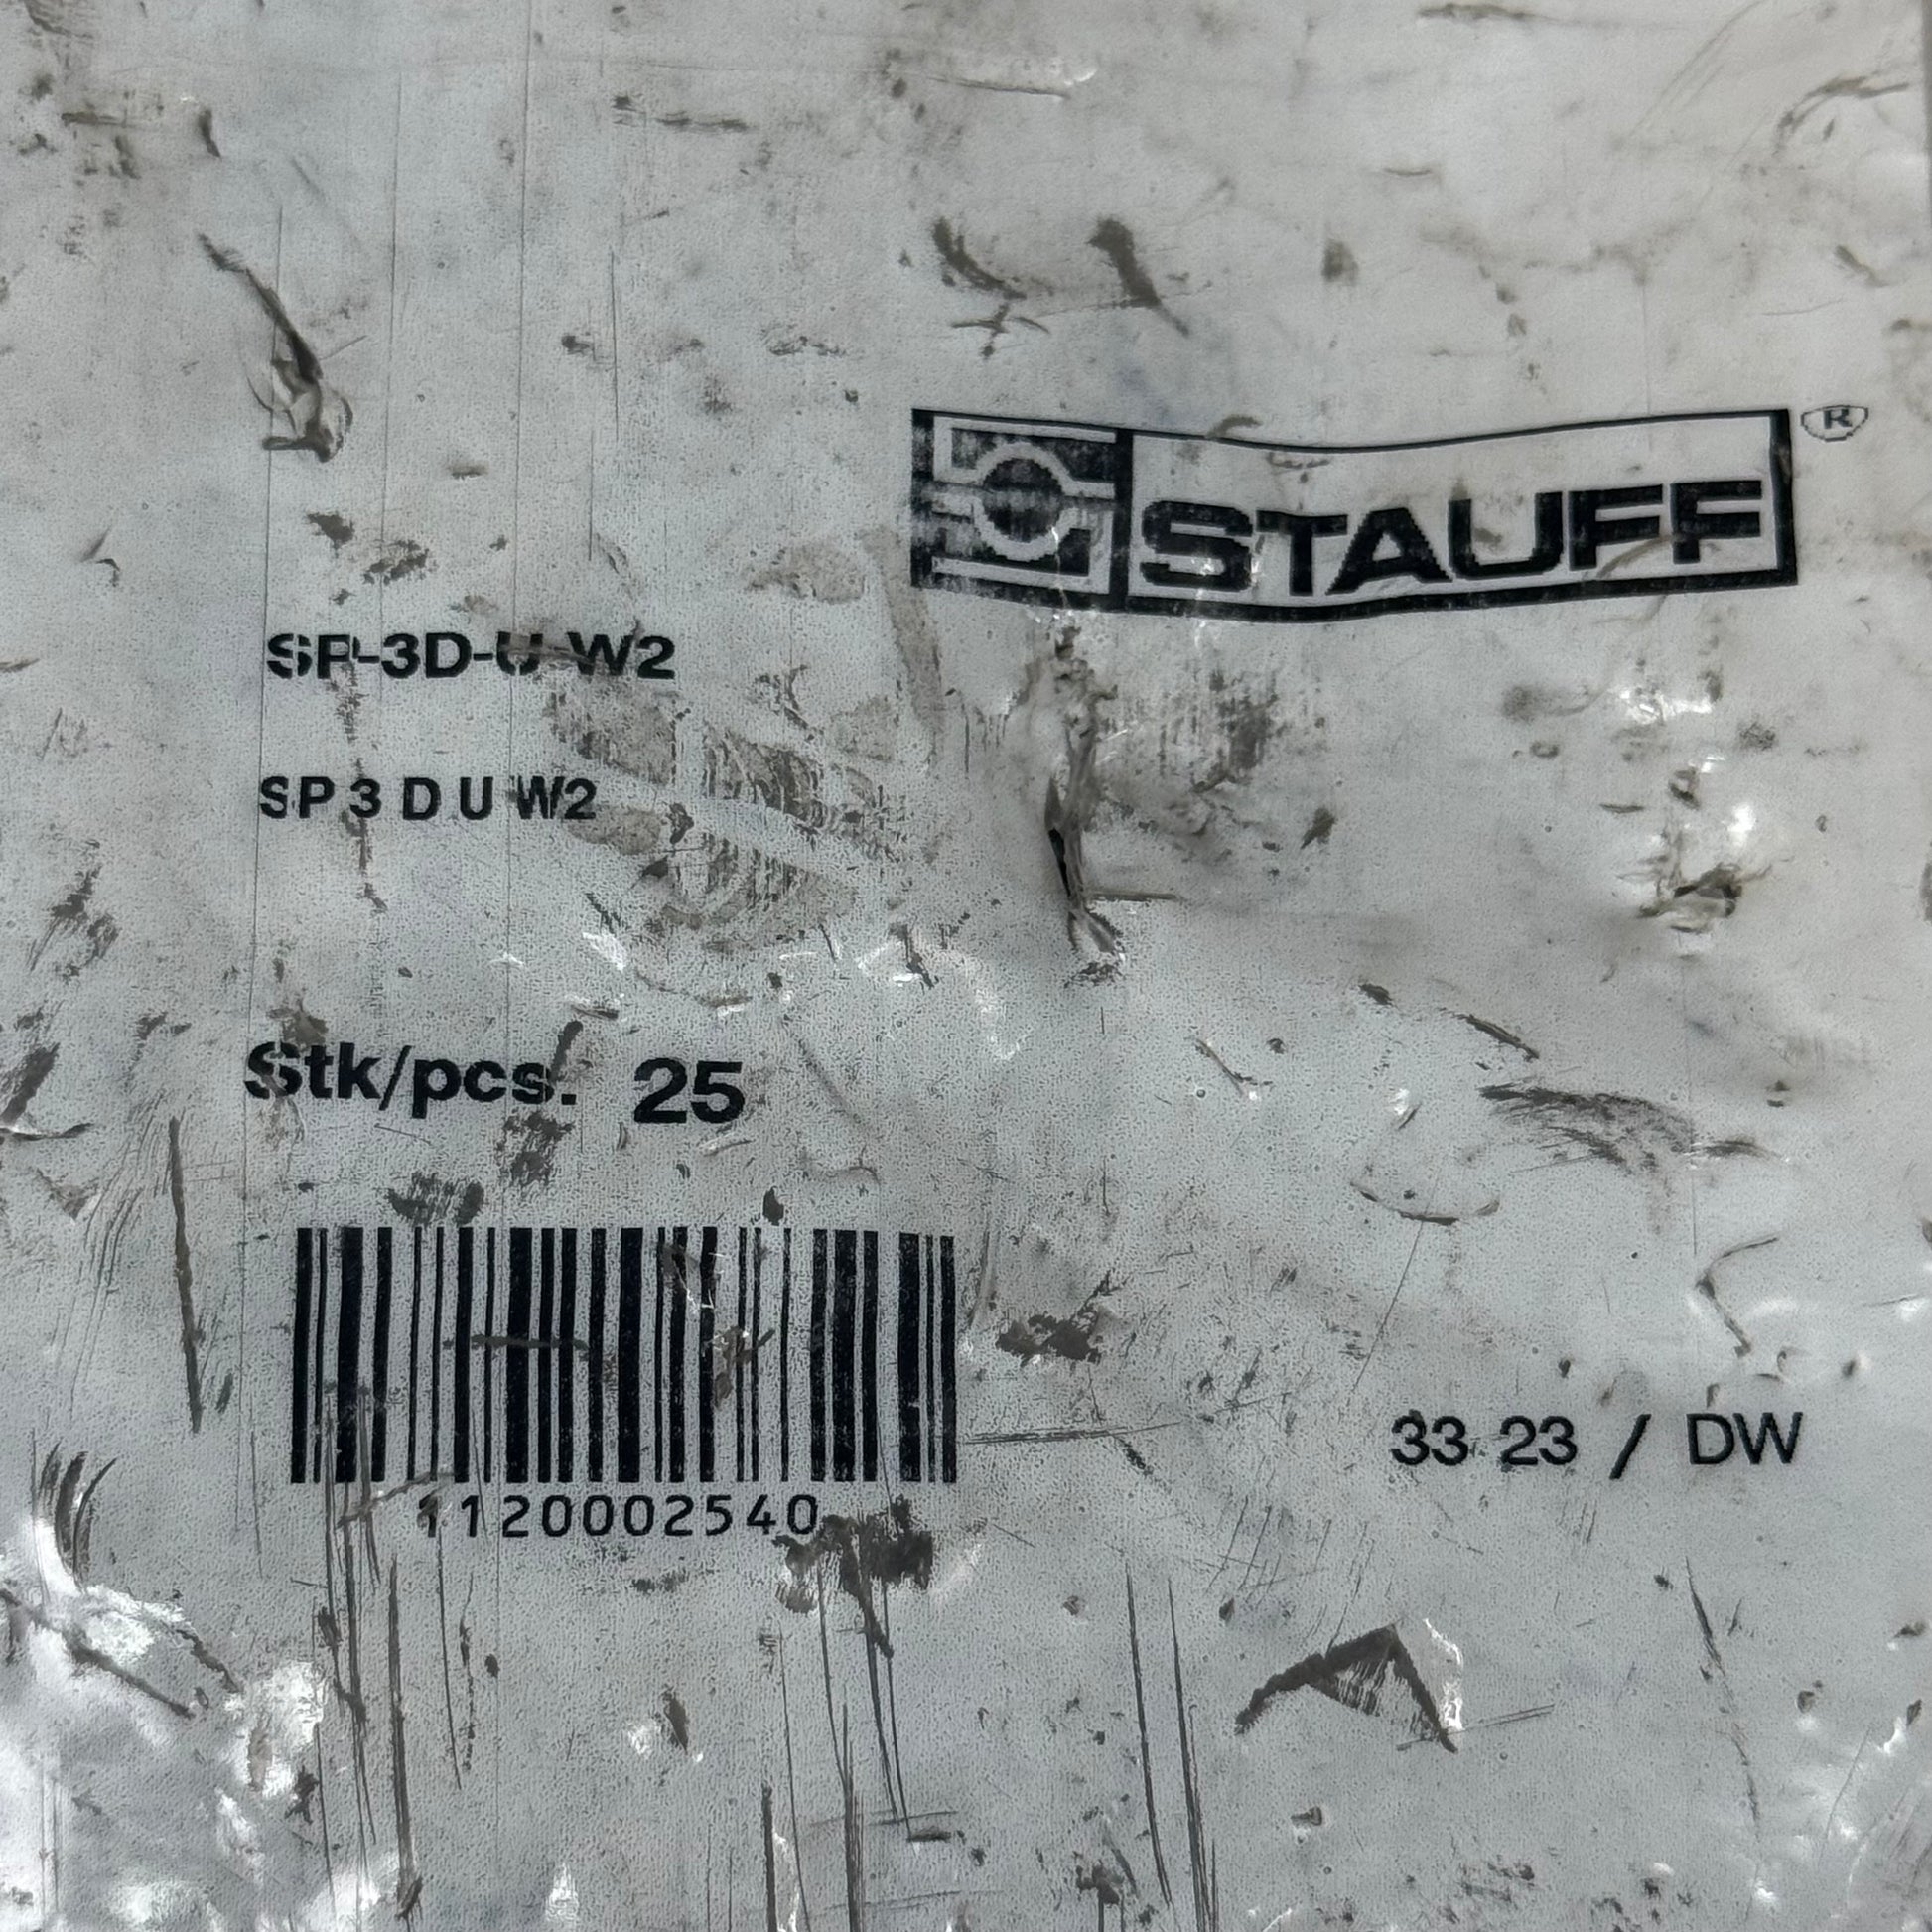 STAUFF ®
SP-3D-U-W2
SP 3 D U W2
Stk/pcs. 25
1120002540
33 23 / DW